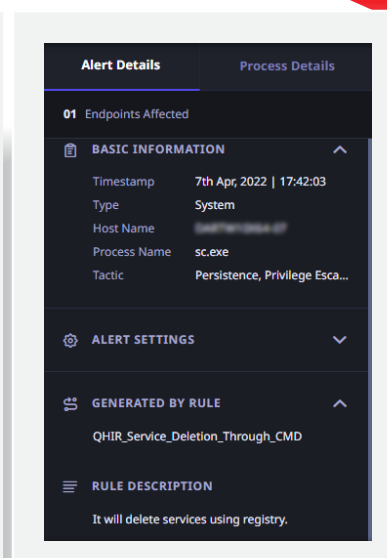 Alert Details Process Details
01 Endpoints Affected
BASIC INFORMATION
Timestamp 7th Apr, 2022 | 17:42:03
Type System
Host Name
Process Name sc.exe
Tactic Persistence, Privilege Esca...
ALERT SETTINGS
GENERATED BY RULE
QHIR_Service_Deletion_Through_CMD
RULE DESCRIPTION
It will delete services using registry.